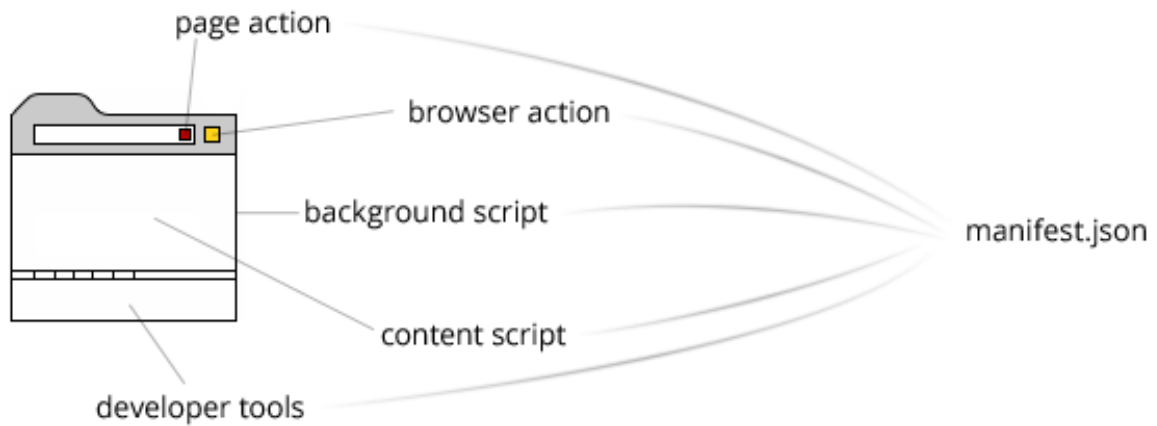 page action
browser action
background script
manifest.json
content script
developer tools